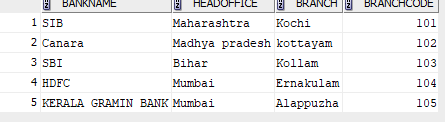 BANKNAME HEADOFFICE BRANCH BRANCHCODE
1 SIB Maharashtra Kochi 101
2 Canara Madhya pradesh kottayam 102
3 SBI Bihar Kollam 103
4 HDFC Mumbai Ernakulam 104
5 KERALA GRAMIN BANK Mumbai Alappuzha 105